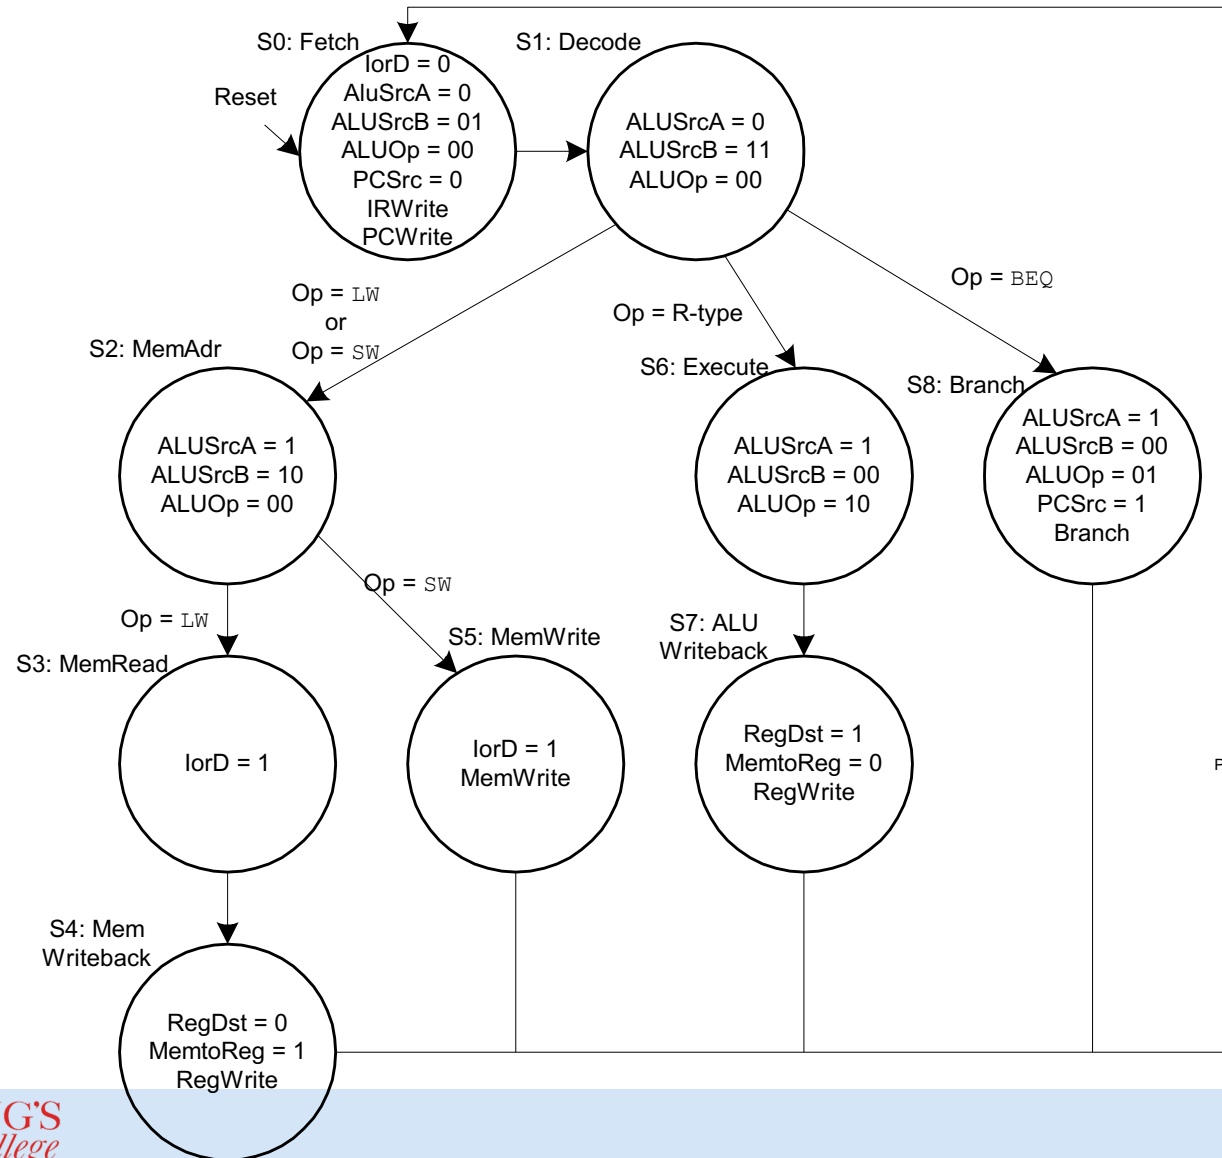 S0: Fetch
S1: Decode
Reset
IorD = 0
AluSrcA = 0
ALUSrcB = 01
ALUOp = 00
PCSrc = 0
IRWrite
PCWrite
ALUSrcA = 0
ALUSrcB = 11
ALUOp = 00
Op = LW
or
Op = SW
Op = R-type
Op = BEQ
S2: MemAdr
S6: Execute
S8: Branch
ALUSrcA = 1
ALUSrcB = 10
ALUOp = 00
ALUSrcA = 1
ALUSrcB = 00
ALUOp = 10
ALUSrcA = 1
ALUSrcB = 00
ALUOp = 01
PCSrc = 1
Branch
Op = LW
Op = SW
S3: MemRead
S5: MemWrite
S7: ALU
Writeback
IorD = 1
IorD = 1
MemWrite
RegDst = 1
MemtoReg = 0
RegWrite
P
S4: Mem
Writeback
RegDst = 0
MemtoReg = 1
RegWrite
G'S
llege